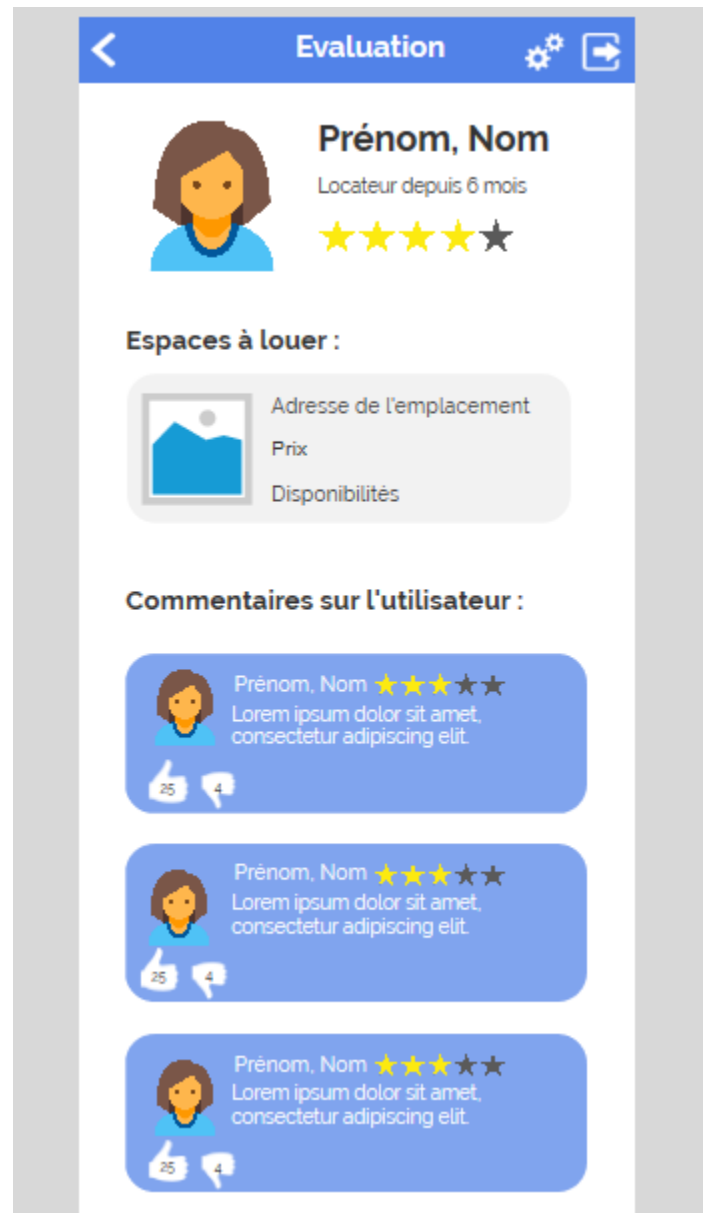 Evaluation
Prénom, Nom
Locateur depuis 6 mois
Espaces à louer :
Adresse de l'emplacement
Prix
Disponibilités
Commentaires sur l'utilisateur :
Prénom, Nom
Lorem ipsum dolor sit amet,
consectetur adipiscing elit.
25 4
Prénom, Nom
Lorem ipsum dolor sit amet,
consectetur adipiscing elit.
25 4
Prénom, Nom
Lorem ipsum dolor sit amet,
consectetur adipiscing elit.
25 4